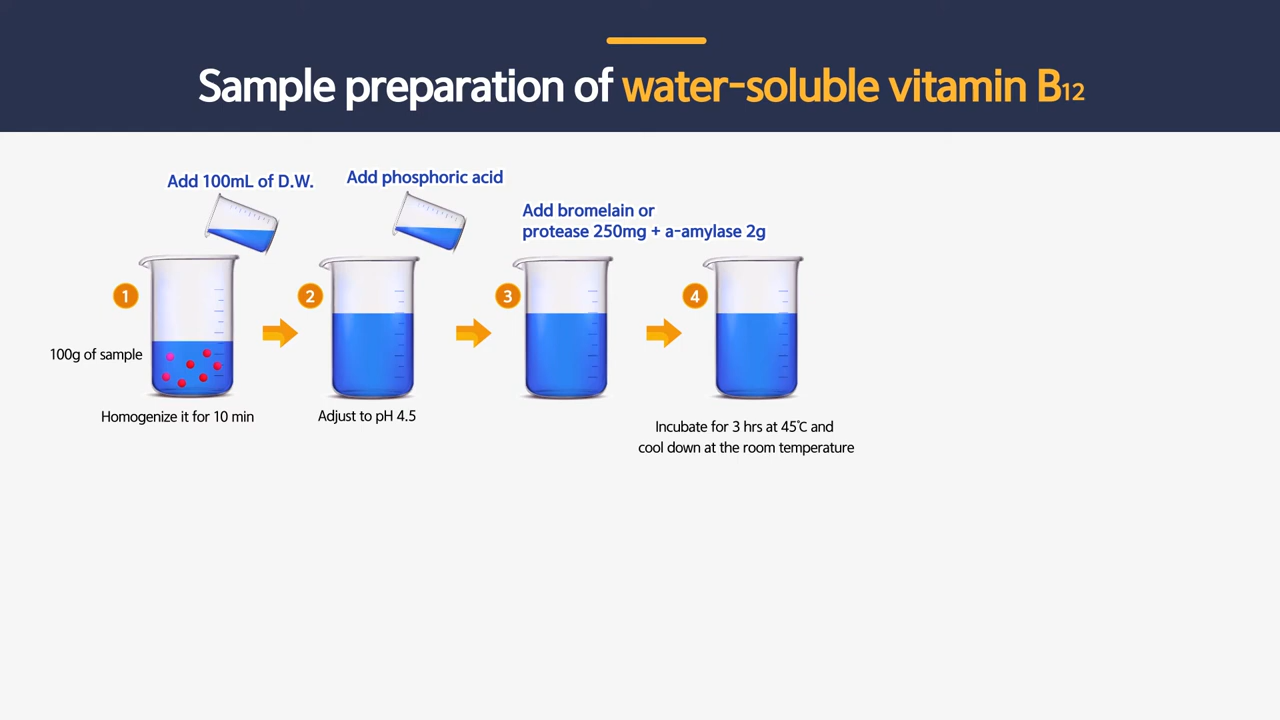 Sample preparation of water-soluble vitamin B12
Add 100mL of D.W.
Add phosphoric acid
Add bromelain or
protease 250mg + a-amylase 2g
1
2
3
4
100g of sample
Homogenize it for 10 min
Adjust to pH 4.5
Incubate for 3 hrs at 45℃ and
cool down at the room temperature